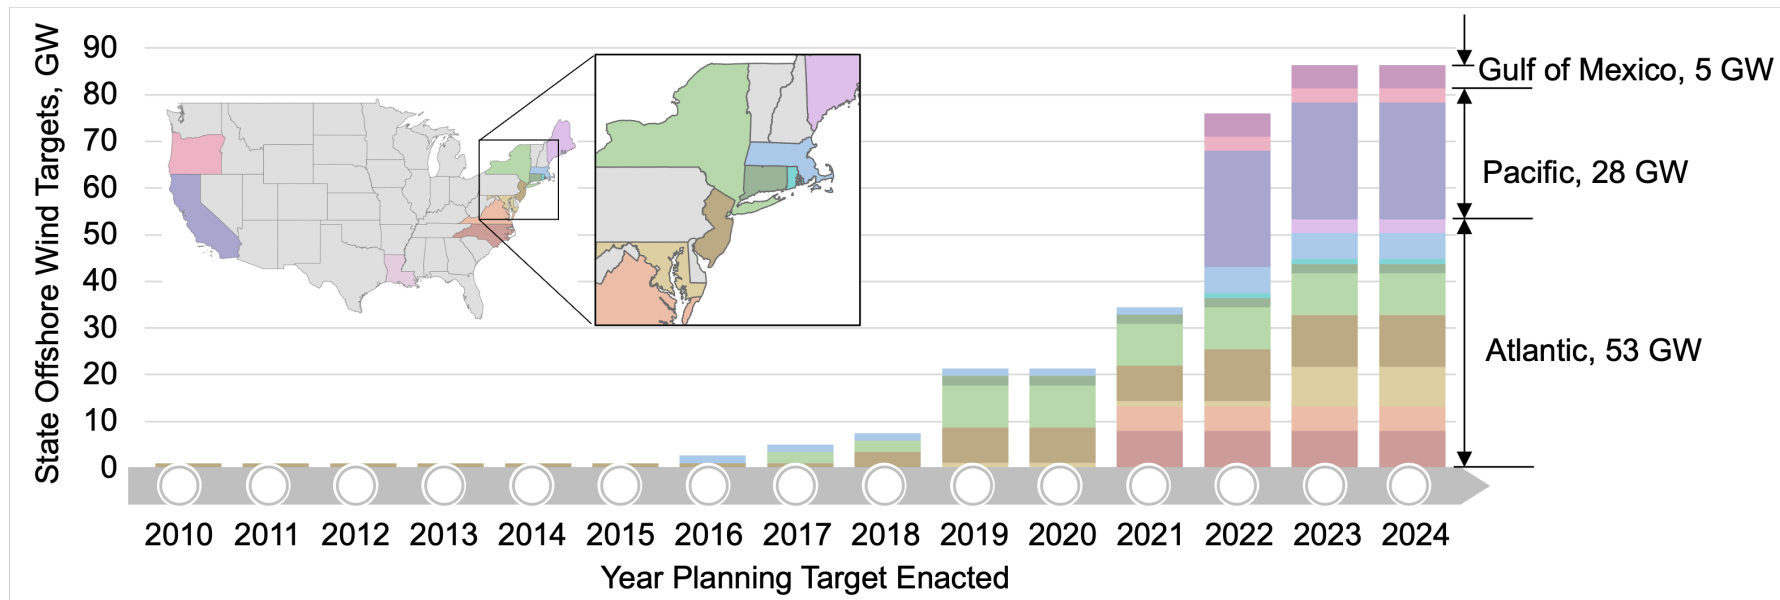 State Offshore Wind Targets, GW
90
80
70
60
50
40
30
20
10
0
Gulf of Mexico, 5 GW
Pacific, 28 GW
Atlantic, 53 GW
2010 2011 2012 2013 2014 2015 2016 2017 2018 2019 2020 2021 2022 2023 2024
Year Planning Target Enacted